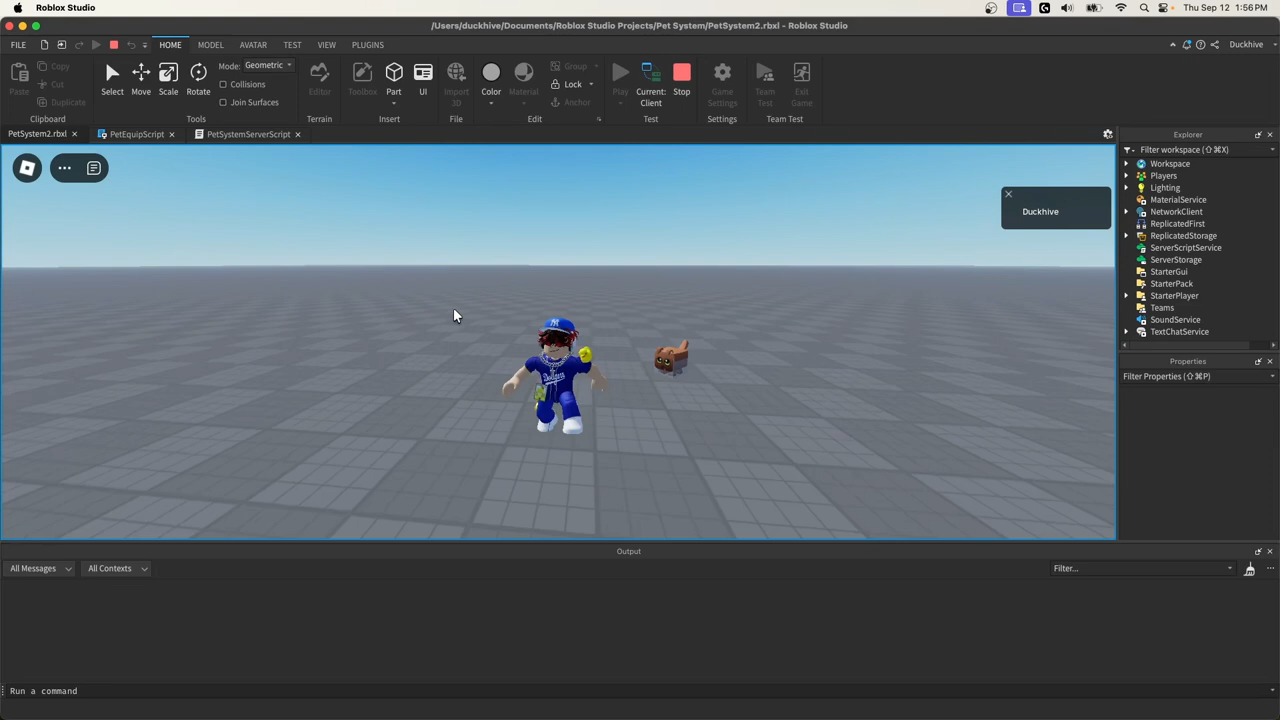 Roblox Studio
Thu Sep 12 1:56 PM
/Users/duckhive/Documents/Roblox Studio Projects/Pet System/PetSystem2.rbxl - Roblox Studio
FILE HOME MODEL AVATAR TEST VIEW PLUGINS Duckhive
Paste Copy Cut Duplicate
Clipboard
Select Move Scale Rotate Mode: Geometric
Collisions
Join Surfaces
Tools
Editor
Terrain
Toolbox Part UI
Insert
Import 3D
File
Color Material Group Lock Anchor
Edit
Play Current: Client Stop
Test
Game Settings
Settings
Team Test Exit Game
Team Test
PetSystem2.rbxl PetEquipScript PetSystemServerScript
Duckhive
NY
Dodgers
Explorer
Filter workspace (⇧⌘X)
Workspace
Players
Lighting
MaterialService
NetworkClient
ReplicatedFirst
ReplicatedStorage
ServerScriptService
ServerStorage
StarterGui
StarterPack
StarterPlayer
Teams
SoundService
TextChatService
Properties
Filter Properties (⇧⌘P)
Output
All Messages All Contexts Filter...
Run a command